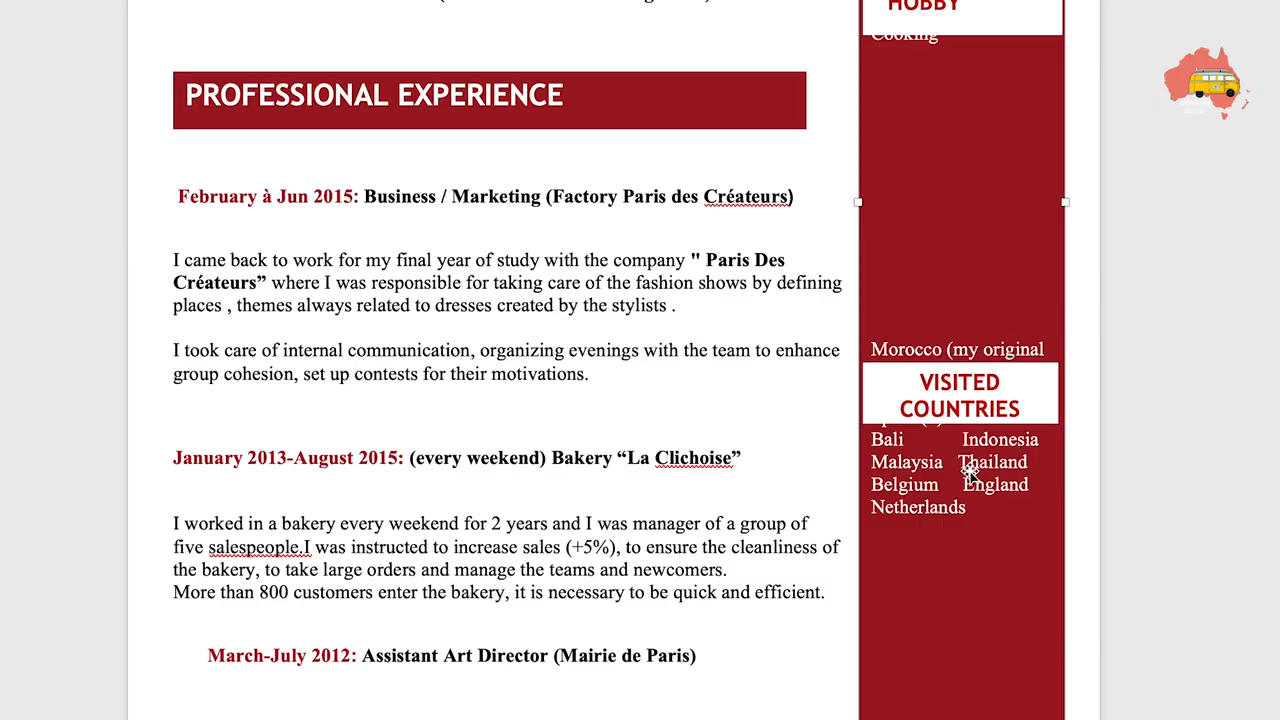 HOBBY
Cooking
PROFESSIONAL EXPERIENCE
February à Jun 2015: Business / Marketing (Factory Paris des Créateurs)
I came back to work for my final year of study with the company " Paris Des
Créateurs” where I was responsible for taking care of the fashion shows by defining
places , themes always related to dresses created by the stylists .
I took care of internal communication, organizing evenings with the team to enhance
group cohesion, set up contests for their motivations.
January 2013-August 2015: (every weekend) Bakery “La Clichoise”
I worked in a bakery every weekend for 2 years and I was manager of a group of
five salespeople.I was instructed to increase sales (+5%), to ensure the cleanliness of
the bakery, to take large orders and manage the teams and newcomers.
More than 800 customers enter the bakery, it is necessary to be quick and efficient.
March-July 2012: Assistant Art Director (Mairie de Paris)
Morocco (my original
VISITED
COUNTRIES
Bali Indonesia
Malaysia Thailand
Belgium England
Netherlands